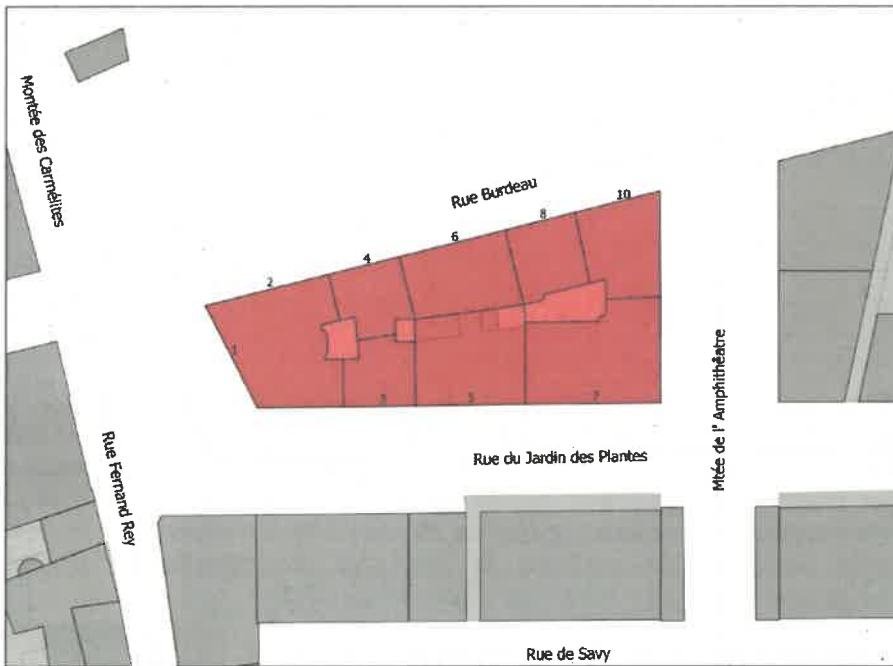 Montée des Carmélites
Rue Burdeau
10
8
6
4
2
1
3
5
7
Mtée de l' Amphithéatre
Rue du Jardin des Plantes
Rue Fernand Rey
Rue de Savy